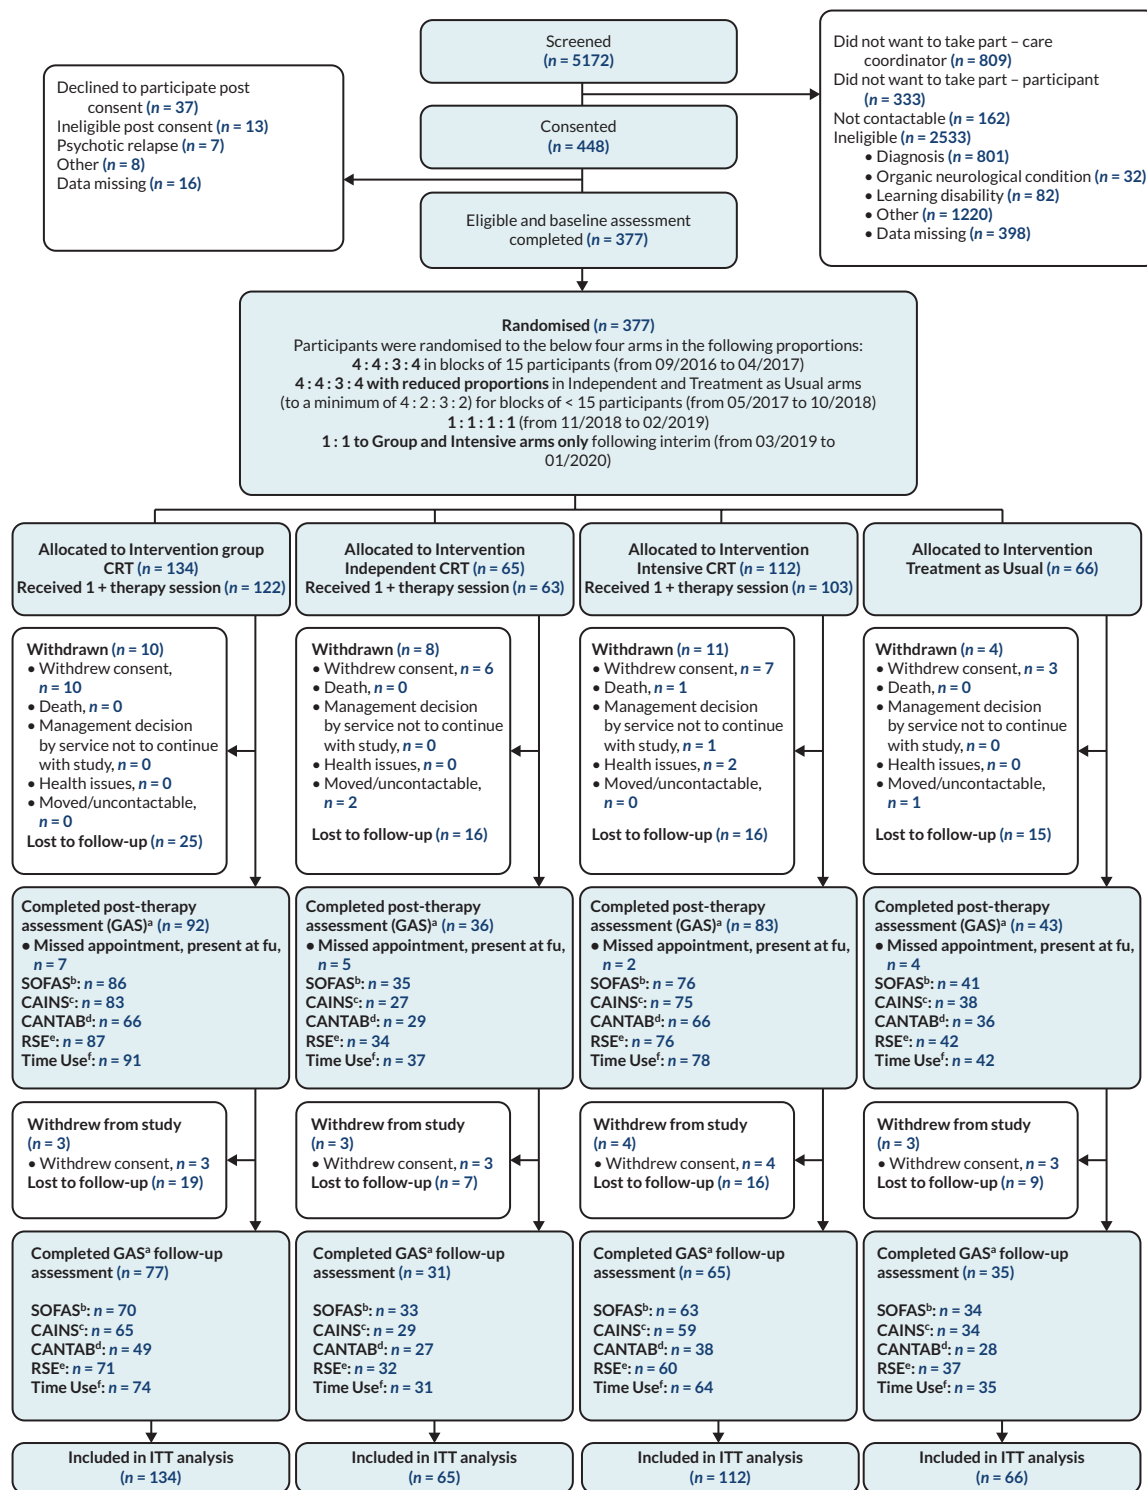 Screened
(n = 5172)
Did not want to take part – care
coordinator (n = 809)
Did not want to take part – participant
(n = 333)
Not contactable (n = 162)
Ineligible (n = 2533)
• Diagnosis (n = 801)
• Organic neurological condition (n = 32)
• Learning disability (n = 82)
• Other (n = 1220)
• Data missing (n = 398)
Declined to participate post
consent (n = 37)
Ineligible post consent (n = 13)
Psychotic relapse (n = 7)
Other (n = 8)
Data missing (n = 16)
Consented
(n = 448)
Eligible and baseline assessment
completed (n = 377)
Randomised (n = 377)
Participants were randomised to the below four arms in the following proportions:
4 : 4 : 3 : 4 in blocks of 15 participants (from 09/2016 to 04/2017)
4 : 4 : 3 : 4 with reduced proportions in Independent and Treatment as Usual arms
(to a minimum of 4 : 2 : 3 : 2) for blocks of < 15 participants (from 05/2017 to 10/2018)
1 : 1 : 1 : 1 (from 11/2018 to 02/2019)
1 : 1 to Group and Intensive arms only following interim (from 03/2019 to
01/2020)
Allocated to Intervention group
CRT (n = 134)
Received 1 + therapy session (n = 122)
Allocated to Intervention
Independent CRT (n = 65)
Received 1 + therapy session (n = 63)
Allocated to Intervention
Intensive CRT (n = 112)
Received 1 + therapy session (n = 103)
Allocated to Intervention
Treatment as Usual (n = 66)
Withdrawn (n = 10)
• Withdrew consent,
n = 10
• Death, n = 0
• Management decision
by service not to continue
with study, n = 0
• Health issues, n = 0
• Moved/uncontactable,
n = 0
Lost to follow-up (n = 25)
Withdrawn (n = 8)
• Withdrew consent, n = 6
• Death, n = 0
• Management decision
by service not to continue
with study, n = 0
• Health issues, n = 0
• Moved/uncontactable,
n = 2
Lost to follow-up (n = 16)
Withdrawn (n = 11)
• Withdrew consent, n = 7
• Death, n = 1
• Management decision
by service not to continue
with study, n = 1
• Health issues, n = 2
• Moved/uncontactable,
n = 0
Lost to follow-up (n = 16)
Withdrawn (n = 4)
• Withdrew consent, n = 3
• Death, n = 0
• Management decision
by service not to continue
with study, n = 0
• Health issues, n = 0
• Moved/uncontactable,
n = 1
Lost to follow-up (n = 15)
Completed post-therapy
assessment (GAS)ᵃ (n = 92)
• Missed appointment, present at fu,
n = 7
SOFASᵇ: n = 86
CAINSᶜ: n = 83
CANTABᵈ: n = 66
RSEᵉ: n = 87
Time Useᶠ: n = 91
Completed post-therapy
assessment (GAS)ᵃ (n = 36)
• Missed appointment, present at fu,
n = 5
SOFASᵇ: n = 35
CAINSᶜ: n = 27
CANTABᵈ: n = 29
RSEᵉ: n = 34
Time Useᶠ: n = 37
Completed post-therapy
assessment (GAS)ᵃ (n = 83)
• Missed appointment, present at fu,
n = 2
SOFASᵇ: n = 76
CAINSᶜ: n = 75
CANTABᵈ: n = 66
RSEᵉ: n = 76
Time Useᶠ: n = 78
Completed post-therapy
assessment (GAS)ᵃ (n = 43)
• Missed appointment, present at fu,
n = 4
SOFASᵇ: n = 41
CAINSᶜ: n = 38
CANTABᵈ: n = 36
RSEᵉ: n = 42
Time Useᶠ: n = 42
Withdrew from study
(n = 3)
• Withdrew consent, n = 3
Lost to follow-up (n = 19)
Withdrew from study
(n = 3)
• Withdrew consent, n = 3
Lost to follow-up (n = 7)
Withdrew from study
(n = 4)
• Withdrew consent, n = 4
Lost to follow-up (n = 16)
Withdrew from study
(n = 3)
• Withdrew consent, n = 3
Lost to follow-up (n = 9)
Completed GASᵃ follow-up
assessment (n = 77)
SOFASᵇ: n = 70
CAINSᶜ: n = 65
CANTABᵈ: n = 49
RSEᵉ: n = 71
Time Useᶠ: n = 74
Completed GASᵃ follow-up
assessment (n = 31)
SOFASᵇ: n = 33
CAINSᶜ: n = 29
CANTABᵈ: n = 27
RSEᵉ: n = 32
Time Useᶠ: n = 31
Completed GASᵃ follow-up
assessment (n = 65)
SOFASᵇ: n = 63
CAINSᶜ: n = 59
CANTABᵈ: n = 38
RSEᵉ: n = 60
Time Useᶠ: n = 64
Completed GASᵃ follow-up
assessment (n = 35)
SOFASᵇ: n = 34
CAINSᶜ: n = 34
CANTABᵈ: n = 28
RSEᵉ: n = 37
Time Useᶠ: n = 35
Included in ITT analysis
(n = 134)
Included in ITT analysis
(n = 65)
Included in ITT analysis
(n = 112)
Included in ITT analysis
(n = 66)